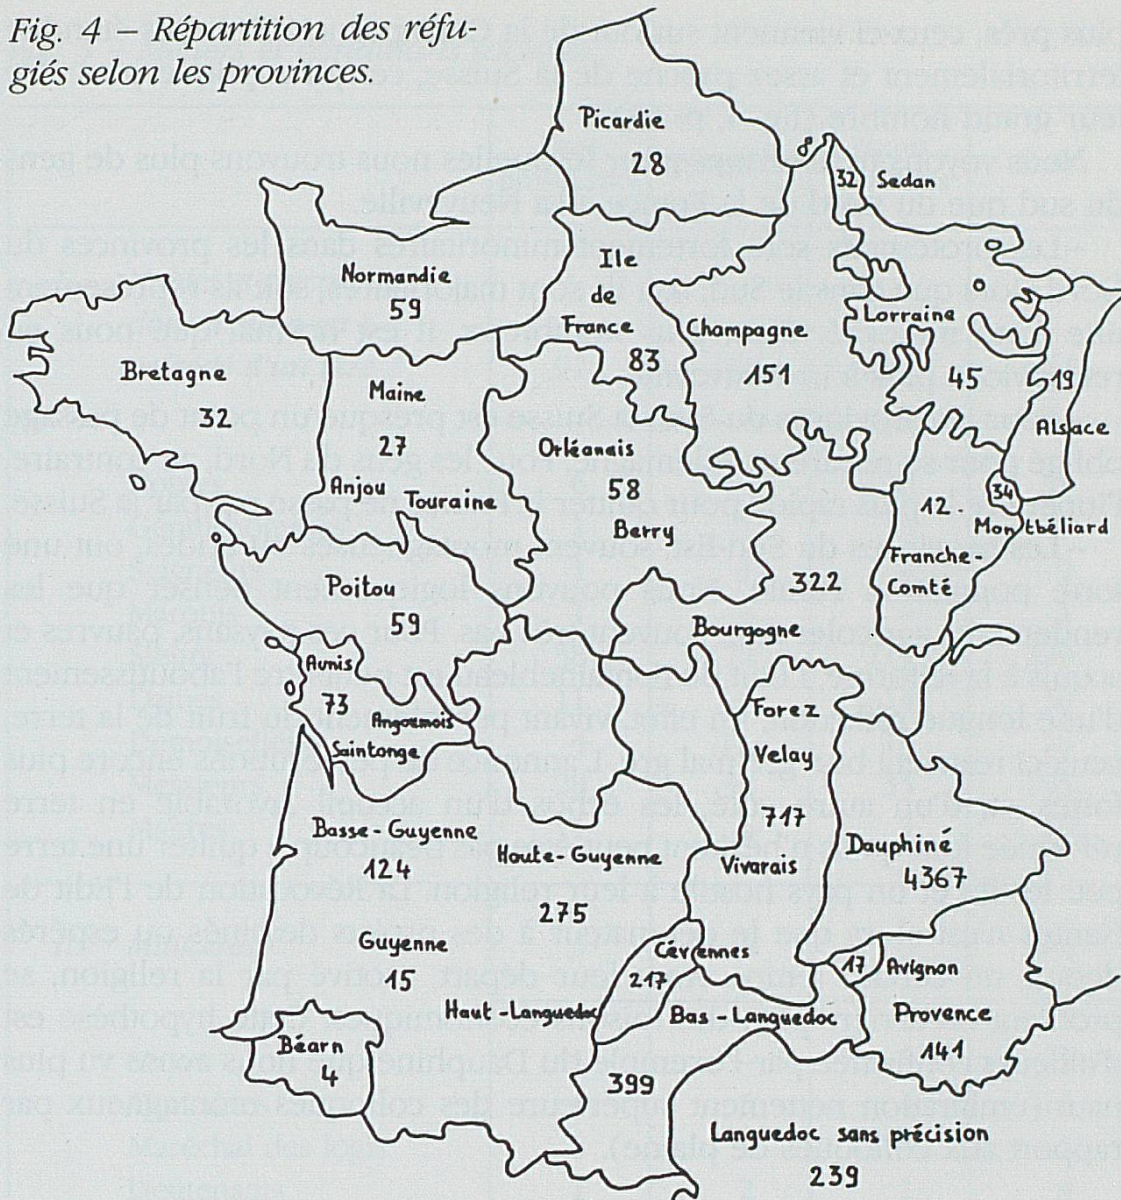 Fig. 4 – Répartition des réfu-
giés selon les provinces.
Picardie
28
32 Sedan
Normandie
59
Ile
de
France
83
Champagne
151
Lorraine
45
19
Alsace
Bretagne
32
Maine
27
Anjou Touraine
Orléanais
58
Berry
12
34
Montbéliard
Franche-
Comté
322
Bourgogne
Poitou
59
Aunis
73
Angoumois
Saintonge
Forez
Velay
717
Vivarais
Dauphiné
4367
Basse-Guyenne
124
Haute-Guyenne
275
Guyenne
15
Cévennes
217
17 Avignon
Haut-Languedoc
Bas-Languedoc
Provence
141
Béarn
4
399
Languedoc sans précision
239